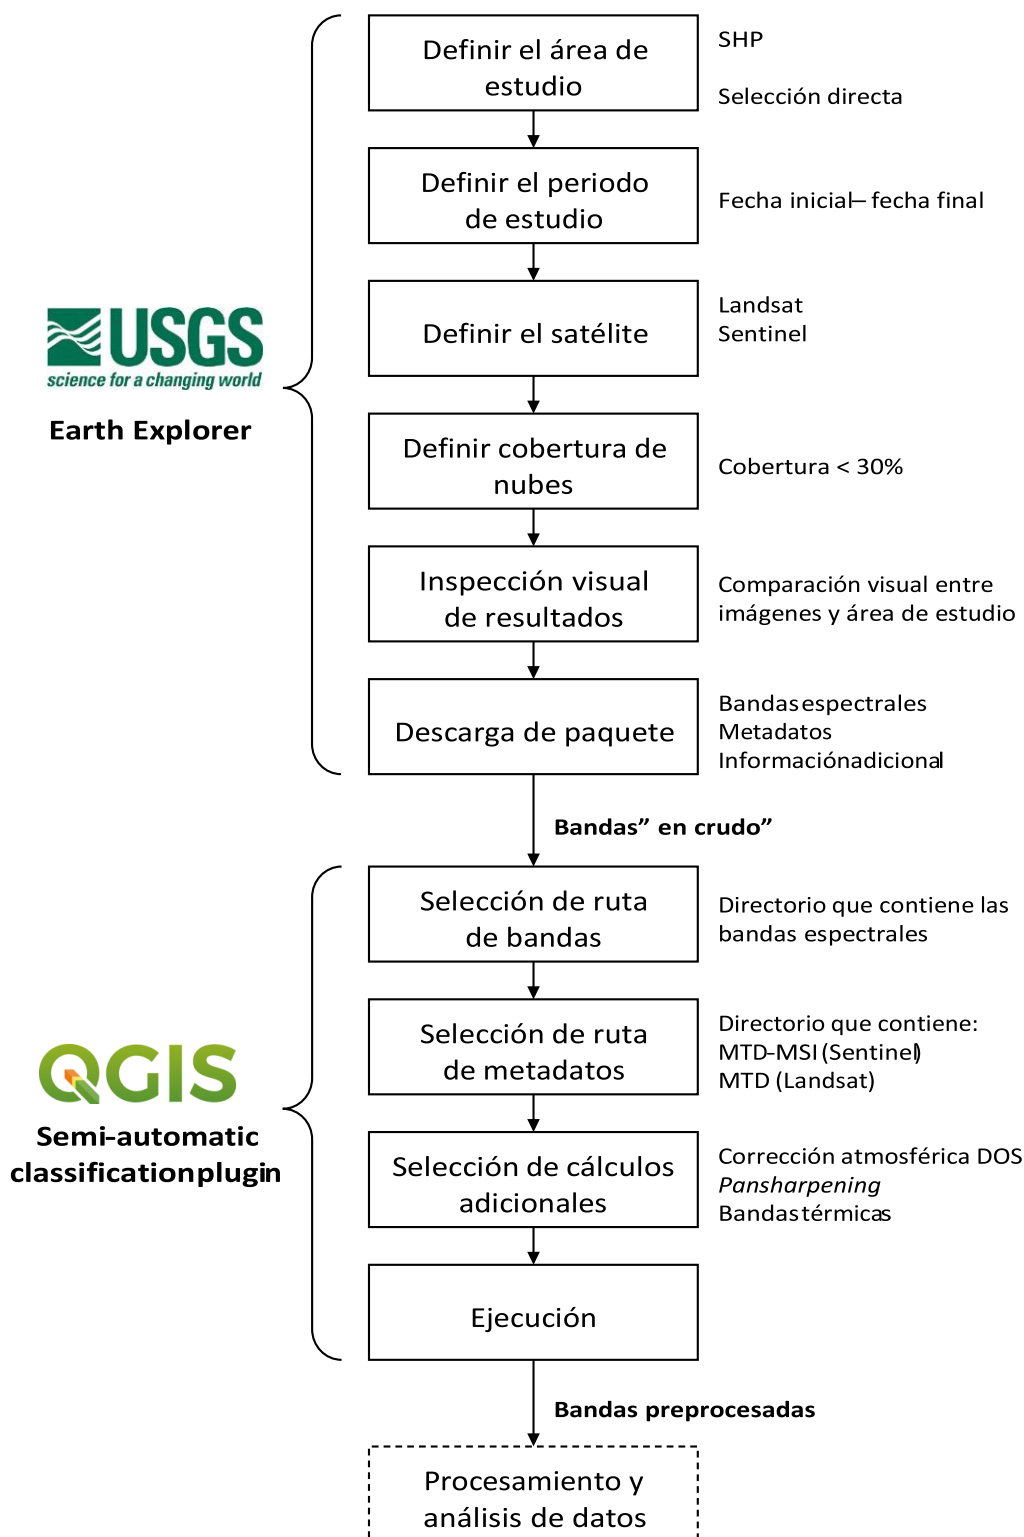 Definir el área de
estudio
SHP
Selección directa
Definir el periodo
de estudio
Fecha inicial– fecha final
Definir el satélite
Landsat
Sentinel
USGS
science for a changing world
Earth Explorer
Definir cobertura de
nubes
Cobertura < 30%
Inspección visual
de resultados
Comparación visual entre
imágenes y área de estudio
Descarga de paquete
Bandas espectrales
Metadatos
Información adicional
Bandas” en crudo”
Selección de ruta
de bandas
Directorio que contiene las
bandas espectrales
Selección de ruta
de metadatos
Directorio que contiene:
MTD-MSI (Sentinel)
MTD (Landsat)
QGIS
Semi-automatic
classification plugin
Selección de cálculos
adicionales
Corrección atmosférica DOS
Pansharpening
Bandas térmicas
Ejecución
Bandas preprocesadas
Procesamiento y
análisis de datos